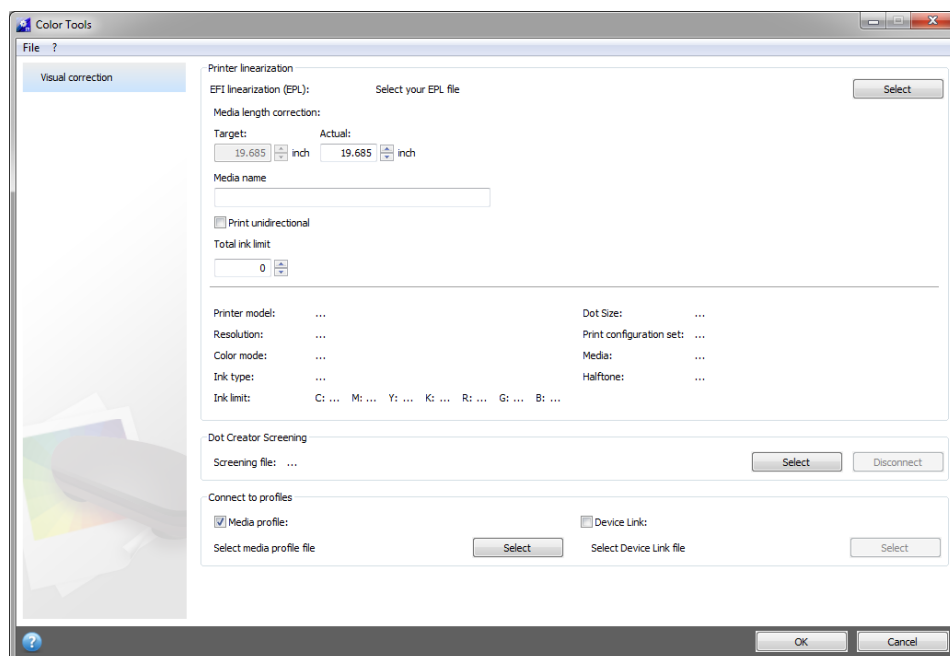 Color Tools
File ?
Visual correction
Printer linearization
EFI linearization (EPL): Select your EPL file Select
Media length correction:
Target: Actual:
19.685 inch 19.685 inch
Media name
Print unidirectional
Total ink limit
0
Printer model: ... Dot Size: ...
Resolution: ... Print configuration set: ...
Color mode: ... Media: ...
Ink type: ... Halftone: ...
Ink limit: C: ... M: ... Y: ... K: ... R: ... G: ... B: ...
Dot Creator Screening
Screening file: ... Select Disconnect
Connect to profiles
Media profile: Device Link:
Select media profile file Select Select Device Link file Select
? OK Cancel